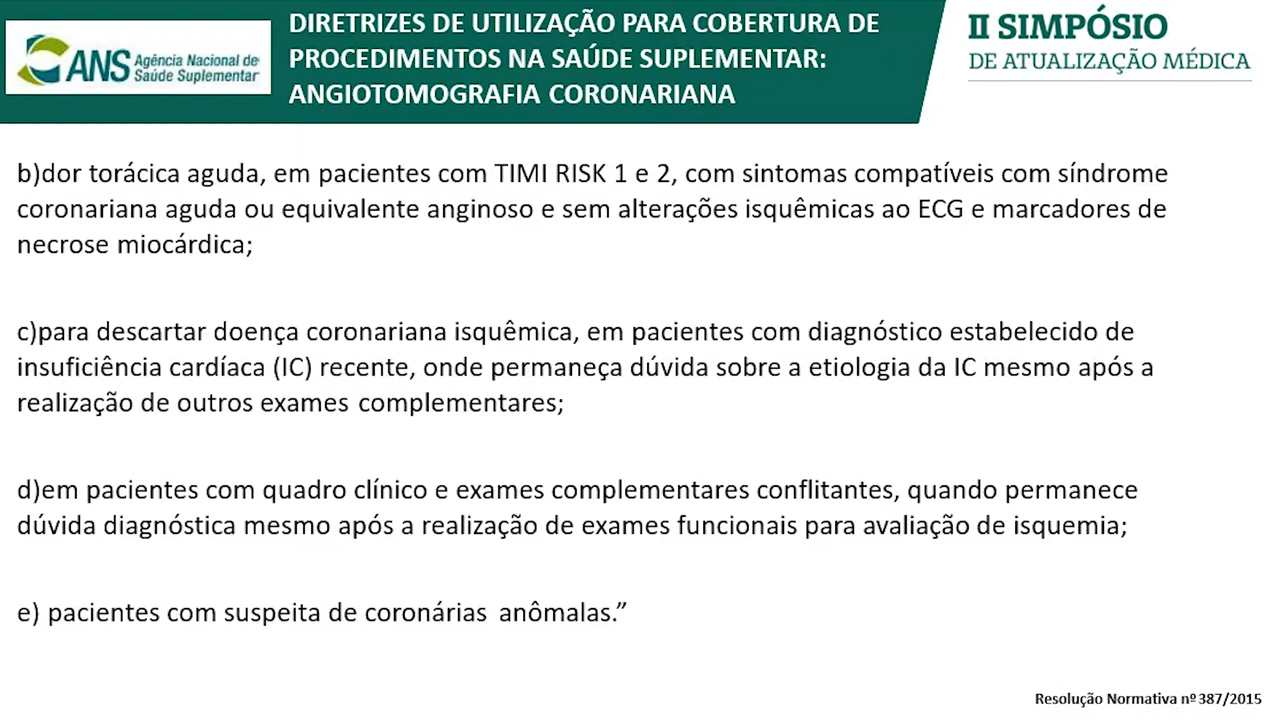 ANS Agência Nacional de
Saúde Suplementar
DIRETRIZES DE UTILIZAÇÃO PARA COBERTURA DE
PROCEDIMENTOS NA SAÚDE SUPLEMENTAR:
ANGIOTOMOGRAFIA CORONARIANA
II SIMPÓSIO
DE ATUALIZAÇÃO MÉDICA
b)dor torácica aguda, em pacientes com TIMI RISK 1 e 2, com sintomas compatíveis com síndrome
coronariana aguda ou equivalente anginoso e sem alterações isquêmicas ao ECG e marcadores de
necrose miocárdica;
c)para descartar doença coronariana isquêmica, em pacientes com diagnóstico estabelecido de
insuficiência cardíaca (IC) recente, onde permaneça dúvida sobre a etiologia da IC mesmo após a
realização de outros exames complementares;
d)em pacientes com quadro clínico e exames complementares conflitantes, quando permanece
dúvida diagnóstica mesmo após a realização de exames funcionais para avaliação de isquemia;
e) pacientes com suspeita de coronárias anômalas.”
Resolução Normativa nº 387/2015